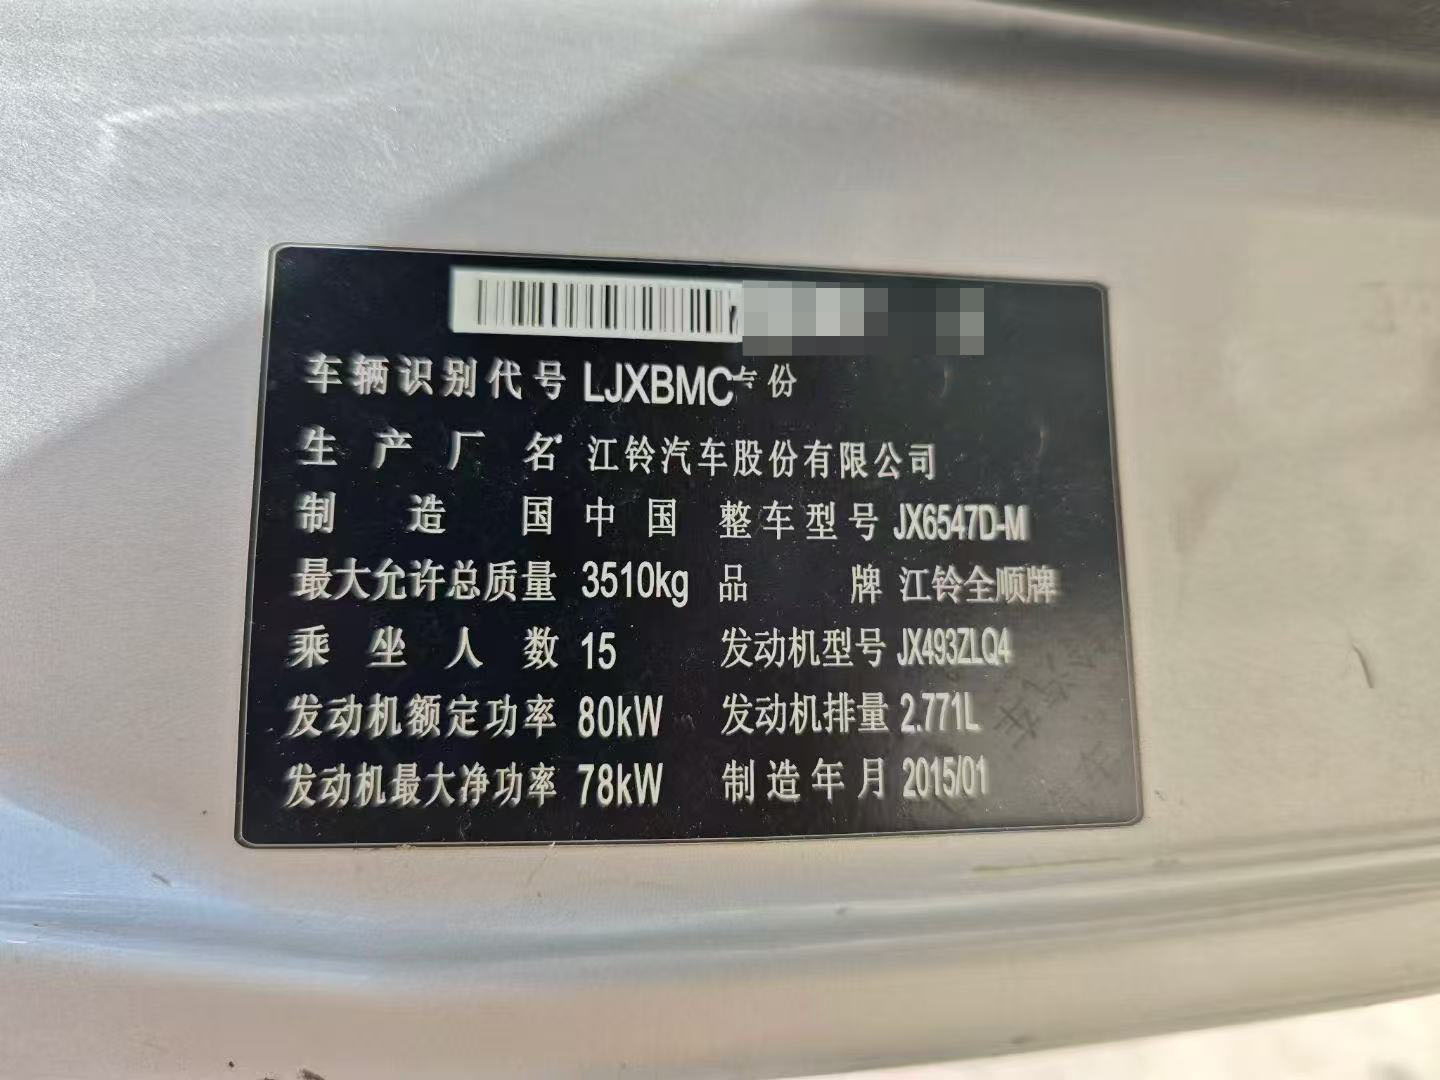 车辆识别代号 LJXBMC 份
生产厂名 江铃汽车股份有限公司
制造国 中国 整车型号 JX6547D-M
最大允许总质量 3510kg 品牌 江铃全顺牌
乘坐人数 15 发动机型号 JX493ZLQ4
发动机额定功率 80kW 发动机排量 2.771L
发动机最大净功率 78kW 制造年月 2015/01